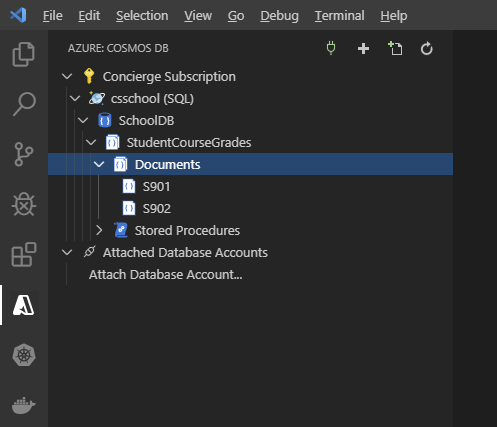 File Edit Selection View Go Debug Terminal Help
AZURE: COSMOS DB
Concierge Subscription
csschool (SQL)
SchoolDB
StudentCourseGrades
Documents
S901
S902
Stored Procedures
Attached Database Accounts
Attach Database Account...